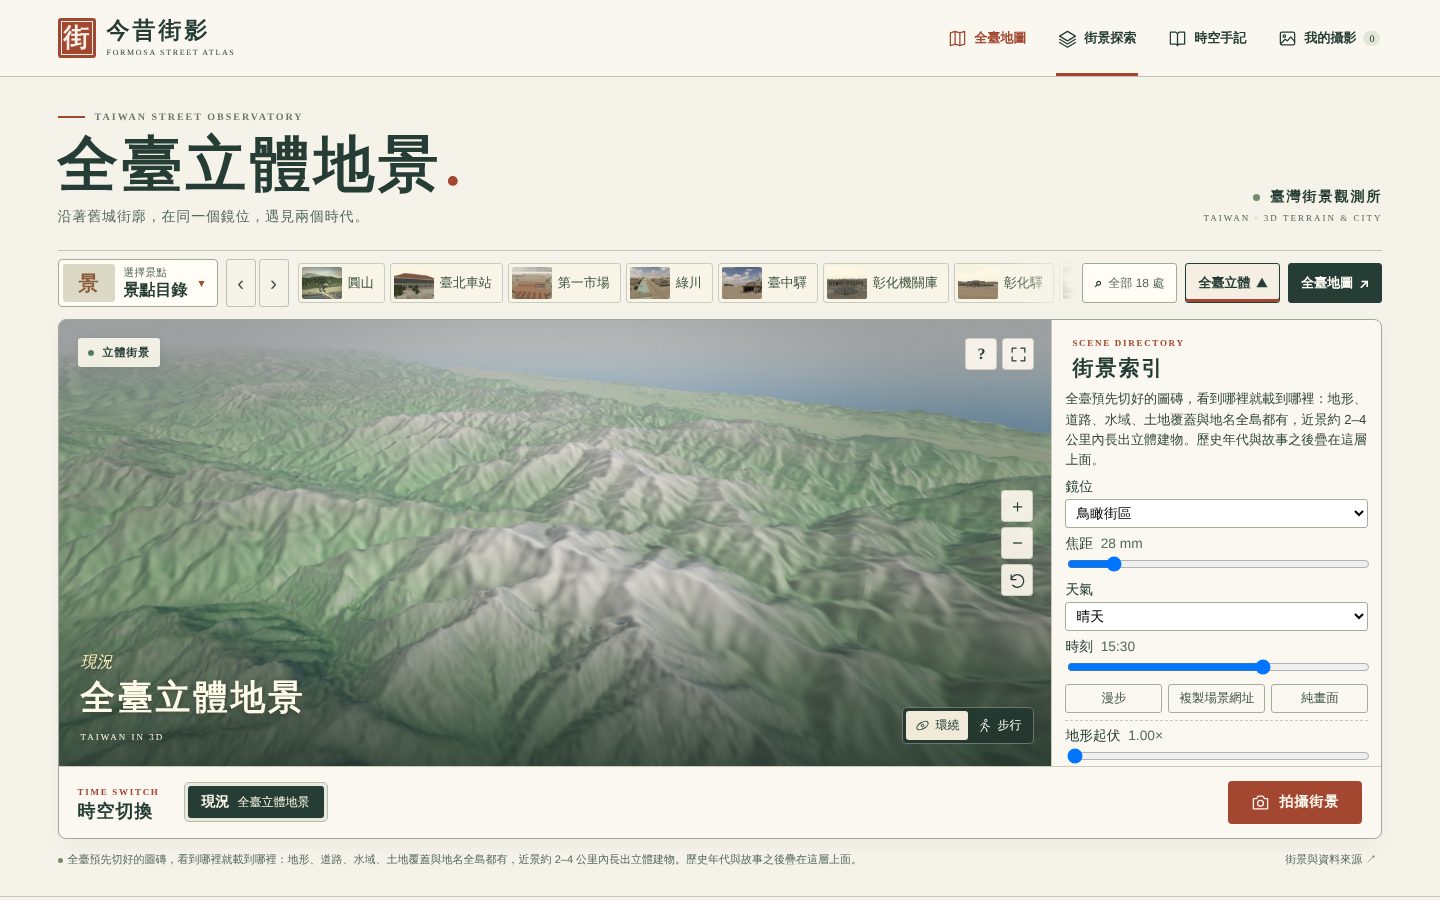 街 今昔街影
FORMOSA STREET ATLAS
全臺地圖 街景探索 時空手記 我的攝影 0
TAIWAN STREET OBSERVATORY
全臺立體地景.
沿著舊城街廓，在同一個鏡位，遇見兩個時代。
臺灣街景觀測所
TAIWAN · 3D TERRAIN & CITY
景 選擇景點
景點目錄 ▼
‹ › 圓山 臺北車站 第一市場 綠川 臺中驛 彰化機關庫 彰化驛 全部 18 處 全臺立體 ▲ 全臺地圖 ↗
立體街景
?
+
−
現況
全臺立體地景
TAIWAN IN 3D
環繞 步行
SCENE DIRECTORY
街景索引
全臺預先切好的圖磚，看到哪裡就載到哪裡：地形、
道路、水域、土地覆蓋與地名全島都有，近景約 2–4
公里內長出立體建物。歷史年代與故事之後疊在這層
上面。
鏡位
鳥瞰街區
焦距 28 mm
天氣
晴天
時刻 15:30
漫步 複製場景網址 純畫面
地形起伏 1.00×
TIME SWITCH
時空切換
現況 全臺立體地景
拍攝街景
全臺預先切好的圖磚，看到哪裡就載到哪裡：地形、道路、水域、土地覆蓋與地名全島都有，近景約 2–4 公里內長出立體建物。歷史年代與故事之後疊在這層上面。
街景與資料來源 ↗